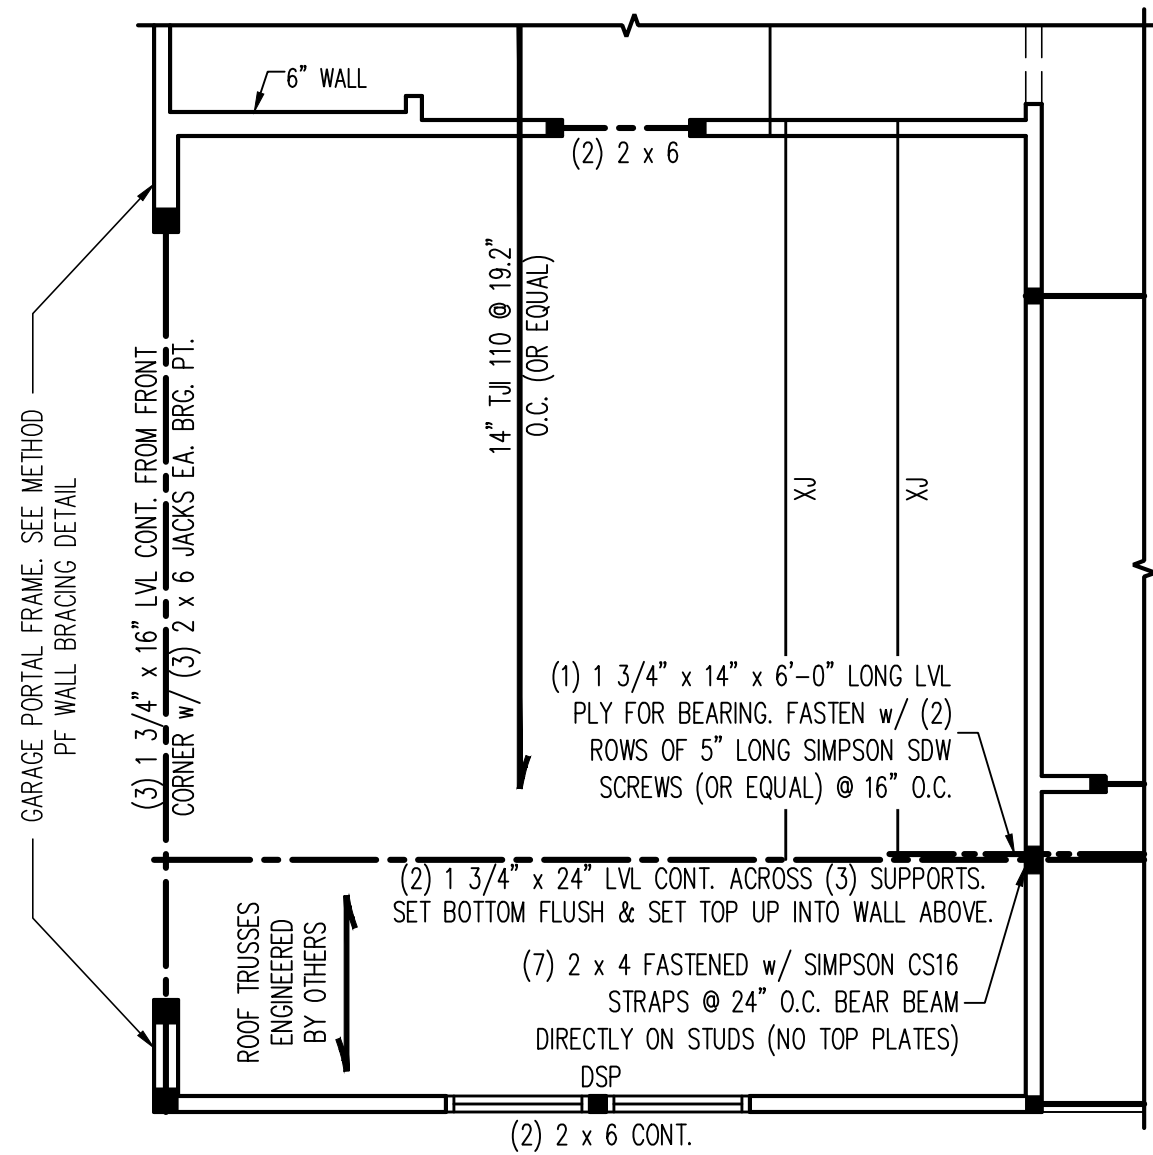 6" WALL
(2) 2 x 6
14" TJI 110 @ 19.2"
O.C. (OR EQUAL)
GARAGE PORTAL FRAME. SEE METHOD
PF WALL BRACING DETAIL
(3) 1 3/4" x 16" LVL CONT. FROM FRONT
CORNER w/ (3) 2 x 6 JACKS EA. BRG. PT.
XJ
XJ
(1) 1 3/4" x 14" x 6'-0" LONG LVL
PLY FOR BEARING. FASTEN w/ (2)
ROWS OF 5" LONG SIMPSON SDW
SCREWS (OR EQUAL) @ 16" O.C.
(2) 1 3/4" x 24" LVL CONT. ACROSS (3) SUPPORTS.
SET BOTTOM FLUSH & SET TOP UP INTO WALL ABOVE.
ROOF TRUSSES
ENGINEERED
BY OTHERS
(7) 2 x 4 FASTENED w/ SIMPSON CS16
STRAPS @ 24" O.C. BEAR BEAM
DIRECTLY ON STUDS (NO TOP PLATES)
DSP
(2) 2 x 6 CONT.